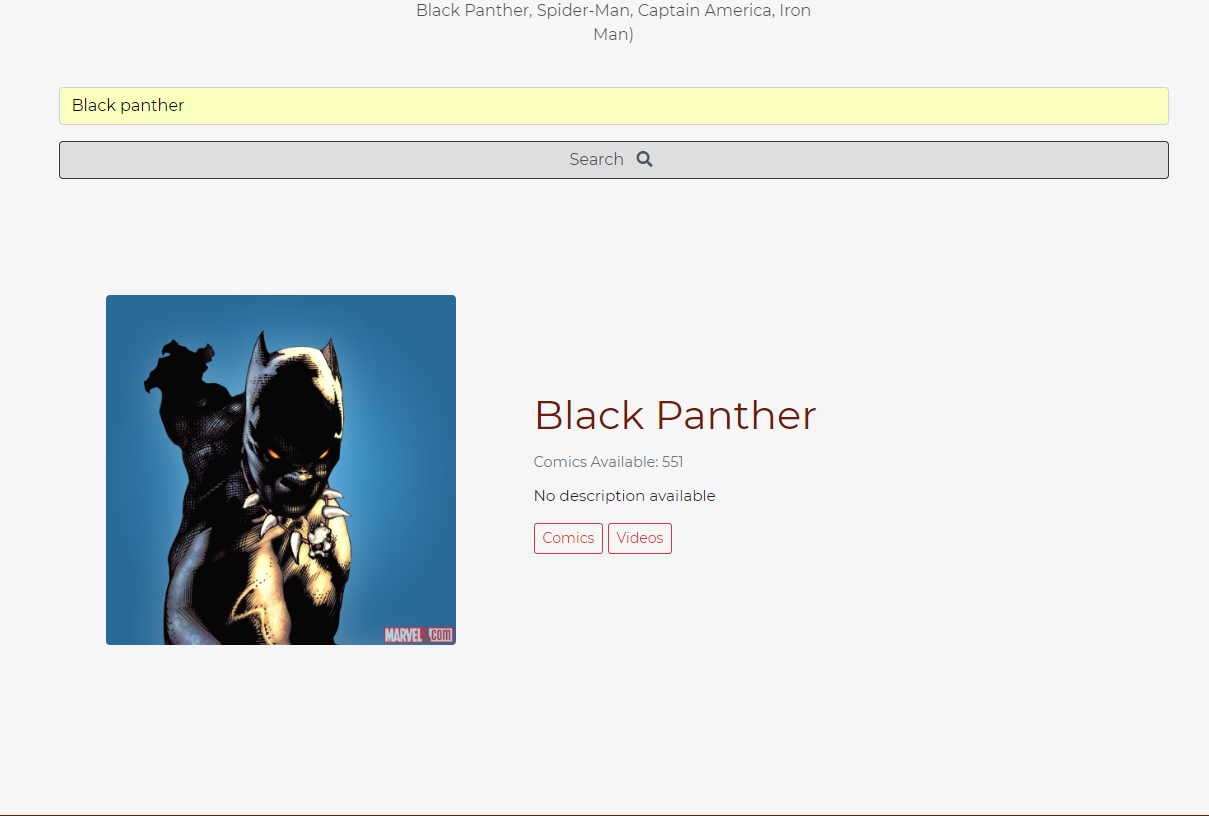 Black Panther, Spider-Man, Captain America, Iron
Man)
Black panther
Search
Black Panther
Comics Available: 551
No description available
Comics
Videos
MARVEL.com